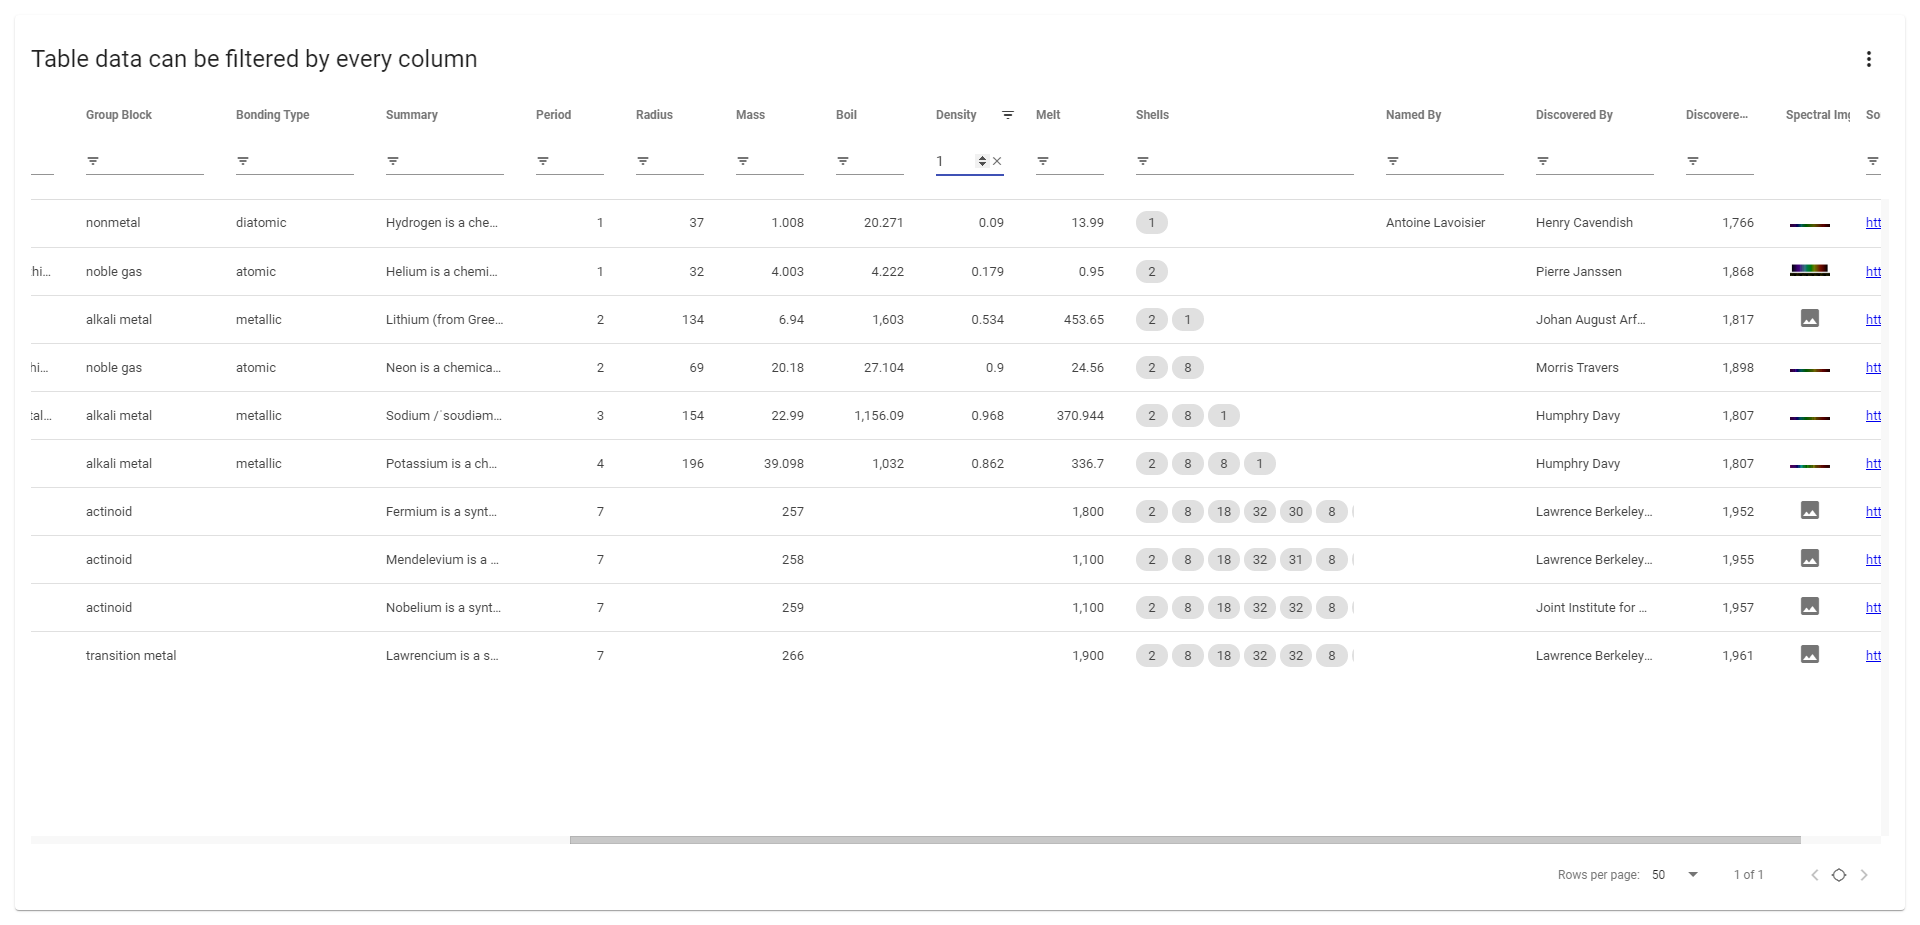 Table data can be filtered by every column
Group Block Bonding Type Summary Period Radius Mass Boil Density Melt Shells Named By Discovered By Discovere... Spectral Img So
1
nonmetal diatomic Hydrogen is a che... 1 37 1.008 20.271 0.09 13.99 1 Antoine Lavoisier Henry Cavendish 1,766 htt
hi... noble gas atomic Helium is a chemi... 1 32 4.003 4.222 0.179 0.95 2 Pierre Janssen 1,868 htt
alkali metal metallic Lithium (from Gree... 2 134 6.94 1,603 0.534 453.65 2 1 Johan August Arf... 1,817 htt
hi... noble gas atomic Neon is a chemica... 2 69 20.18 27.104 0.9 24.56 2 8 Morris Travers 1,898 htt
tal... alkali metal metallic Sodium /ˈsoʊdiəm... 3 154 22.99 1,156.09 0.968 370.944 2 8 1 Humphry Davy 1,807 htt
alkali metal metallic Potassium is a ch... 4 196 39.098 1,032 0.862 336.7 2 8 8 1 Humphry Davy 1,807 htt
actinoid Fermium is a synt... 7 257 1,800 2 8 18 32 30 8 Lawrence Berkeley... 1,952 htt
actinoid Mendelevium is a ... 7 258 1,100 2 8 18 32 31 8 Lawrence Berkeley... 1,955 htt
actinoid Nobelium is a synt... 7 259 1,100 2 8 18 32 32 8 Joint Institute for ... 1,957 htt
transition metal Lawrencium is a s... 7 266 1,900 2 8 18 32 32 8 Lawrence Berkeley... 1,961 htt
Rows per page: 50 1 of 1